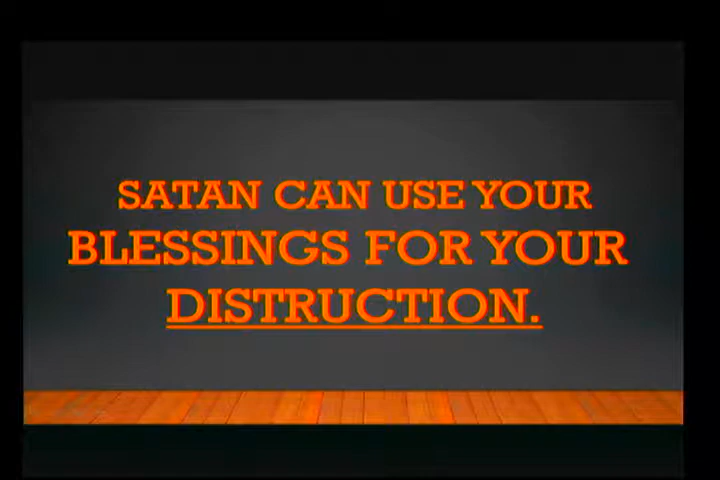 SATAN CAN USE YOUR
BLESSINGS FOR YOUR
DISTRUCTION.